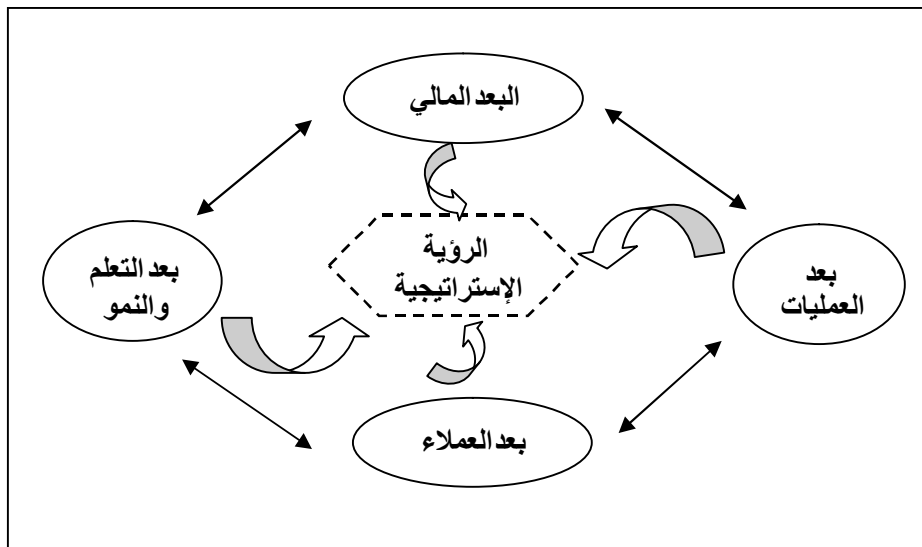 البعد المالي
الرؤية
الإستراتيجية
بعد
العمليات
بعد التعلم
والنمو
بعد العملاء